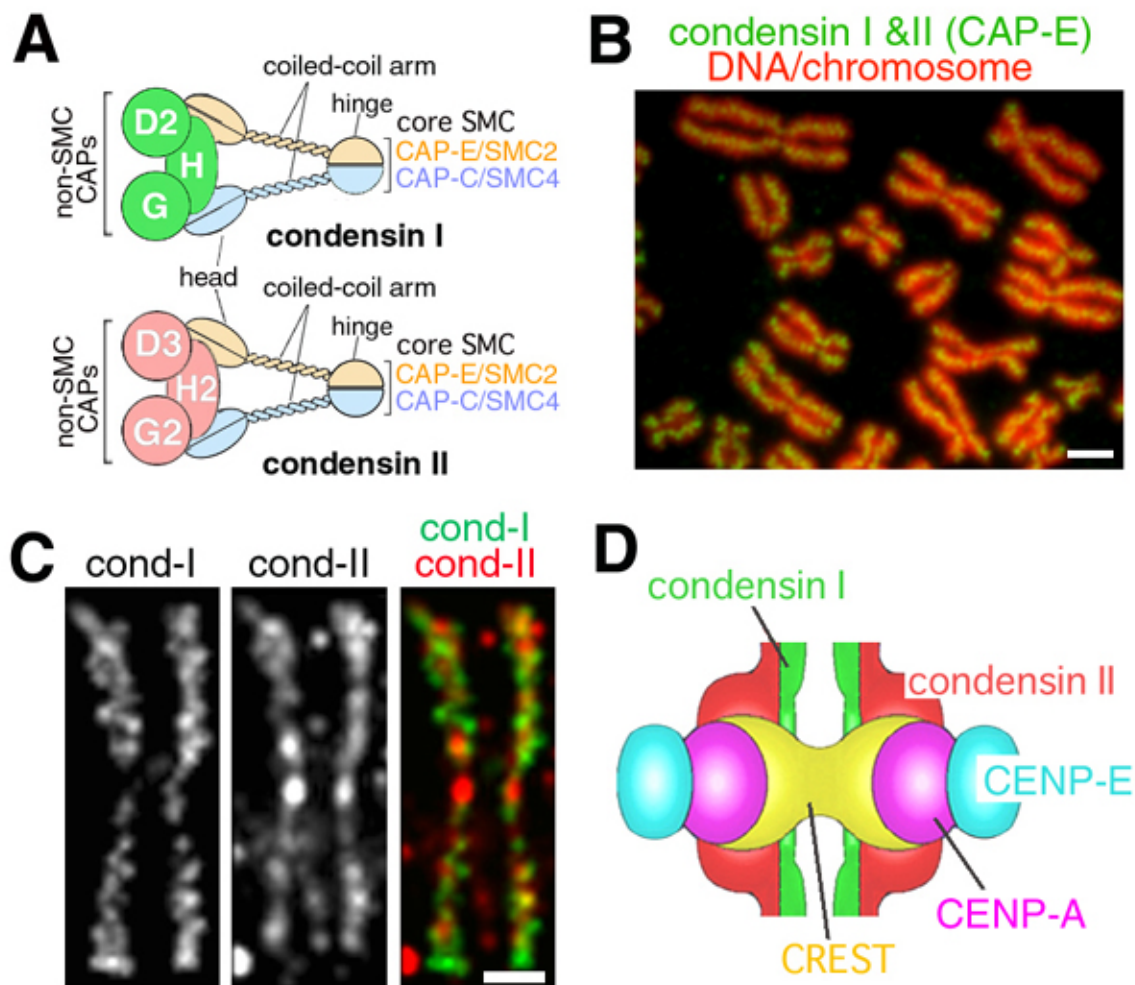 A
coiled-coil arm
hinge
non-SMC
CAPs
D2
H
G
core SMC
CAP-E/SMC2
CAP-C/SMC4
condensin I
head
coiled-coil arm
hinge
non-SMC
CAPs
D3
H2
G2
core SMC
CAP-E/SMC2
CAP-C/SMC4
condensin II
B
condensin I &II (CAP-E)
DNA/chromosome
C
cond-I
cond-II
cond-I
cond-II
D
condensin I
condensin II
CENP-E
CENP-A
CREST